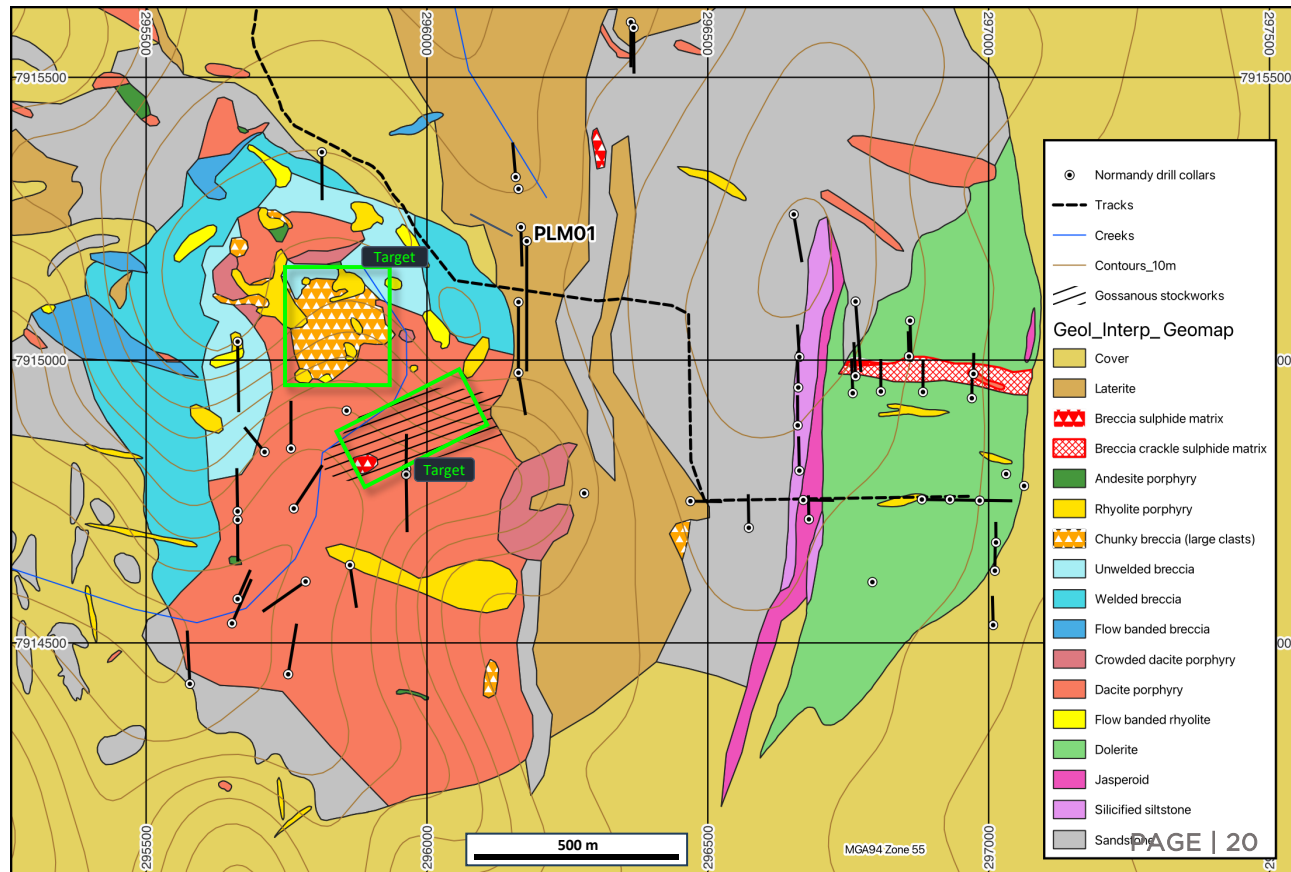 295500
296000
296500
297000
297500
7915500
7915500
Normandy drill collars
Tracks
Creeks
Contours_10m
Gossanous stockworks
Geol_Interp_Geomap
Cover
Laterite
Breccia sulphide matrix
Breccia crackle sulphide matrix
Andesite porphyry
Rhyolite porphyry
Chunky breccia (large clasts)
Unwelded breccia
Welded breccia
Flow banded breccia
Crowded dacite porphyry
Dacite porphyry
Flow banded rhyolite
Dolerite
Jasperoid
Silicified siltstone
Sandstone
PLM01
Target
7915000
Target
7914500
295500
296000
296500
297000
500 m
MGA94 Zone 55
PAGE | 20